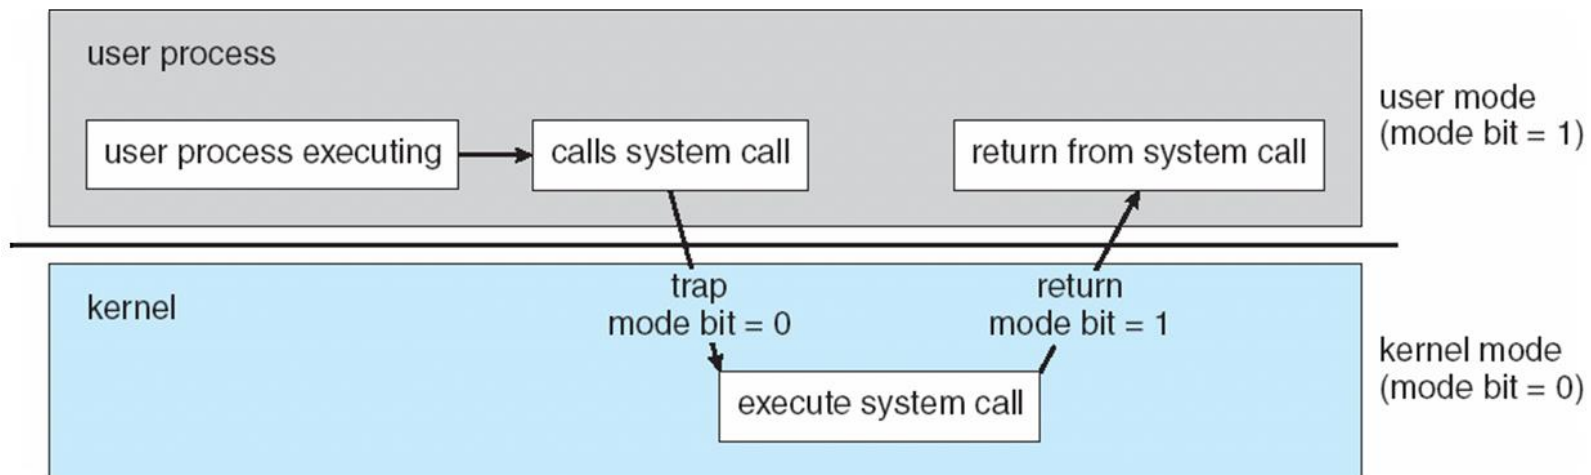 user process
user process executing
calls system call
return from system call
user mode
(mode bit = 1)
kernel
trap
mode bit = 0
return
mode bit = 1
kernel mode
(mode bit = 0)
execute system call